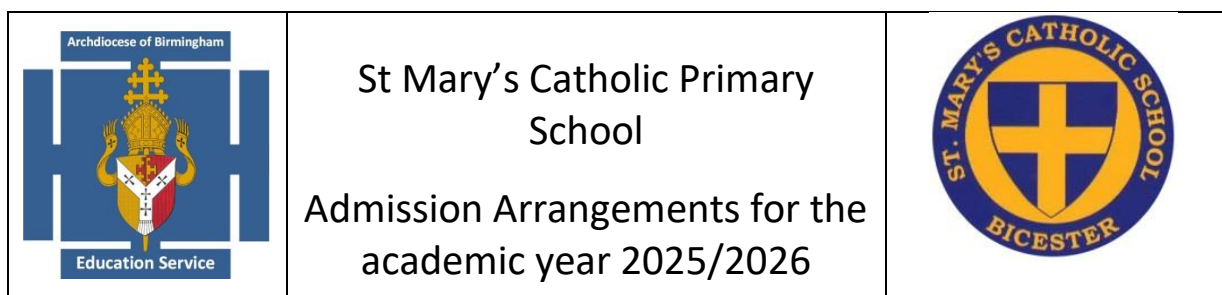 Archdiocese of Birmingham
Education Service
St Mary’s Catholic Primary
School
Admission Arrangements for the
academic year 2025/2026
ST. MARY'S CATHOLIC SCHOOL
BICESTER